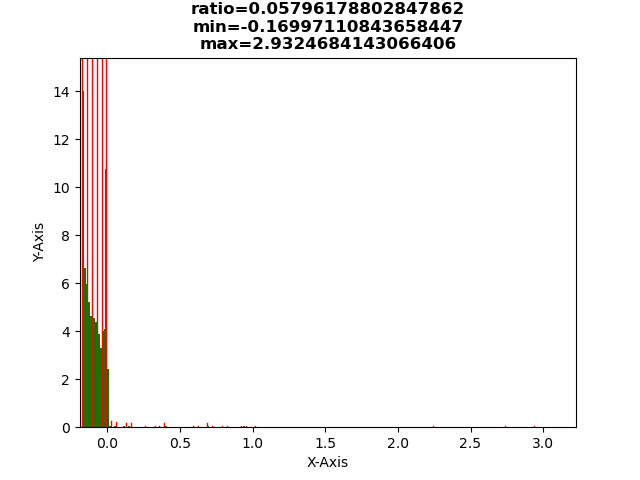 ratio=0.05796178802847862
min=-0.16997110843658447
max=2.9324684143066406
14
12
10
8
6
4
2
0
Y-Axis
0.0 0.5 1.0 1.5 2.0 2.5 3.0
X-Axis